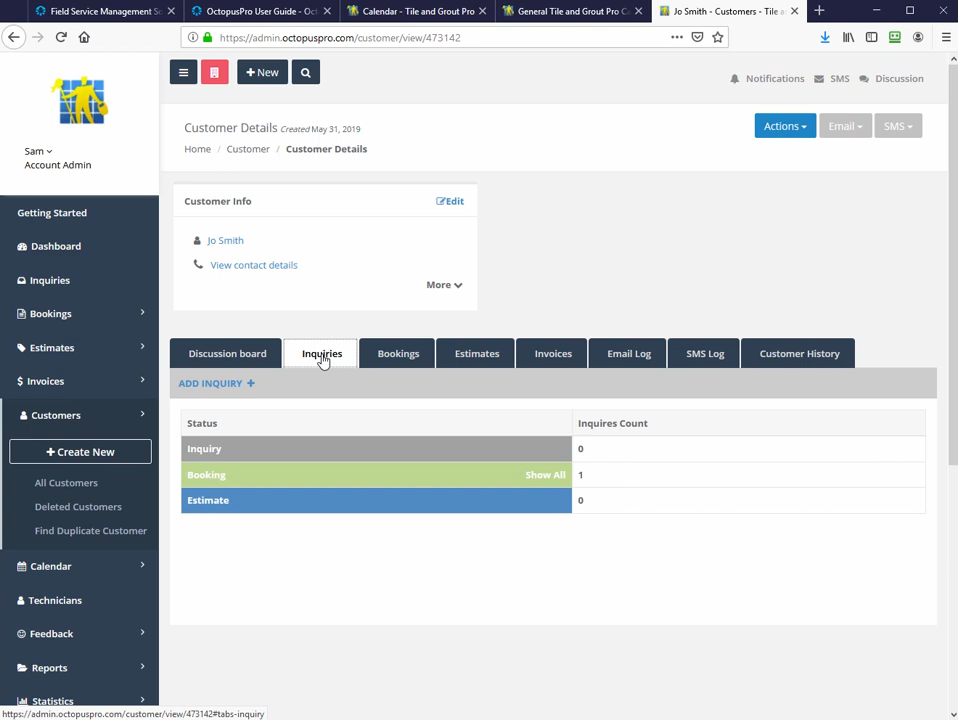 Field Service Management So
OctopusPro User Guide - Oct
Calendar - Tile and Grout Pro
General Tile and Grout Pro C
Jo Smith - Customers - Tile a
https://admin.octopuspro.com/customer/view/473142
+ New
Notifications
SMS
Discussion
Sam
Account Admin
Customer Details Created May 31, 2019
Home / Customer / Customer Details
Actions
Email
SMS
Getting Started
Dashboard
Inquiries
Bookings
Estimates
Invoices
Customers
+ Create New
All Customers
Deleted Customers
Find Duplicate Customer
Calendar
Technicians
Feedback
Reports
Statistics
Customer Info
Edit
Jo Smith
View contact details
More
Discussion board
Inquiries
Bookings
Estimates
Invoices
Email Log
SMS Log
Customer History
ADD INQUIRY +
Status Inquires Count
Inquiry 0
Booking Show All 1
Estimate 0
https://admin.octopuspro.com/customer/view/473142#tabs-inquiry